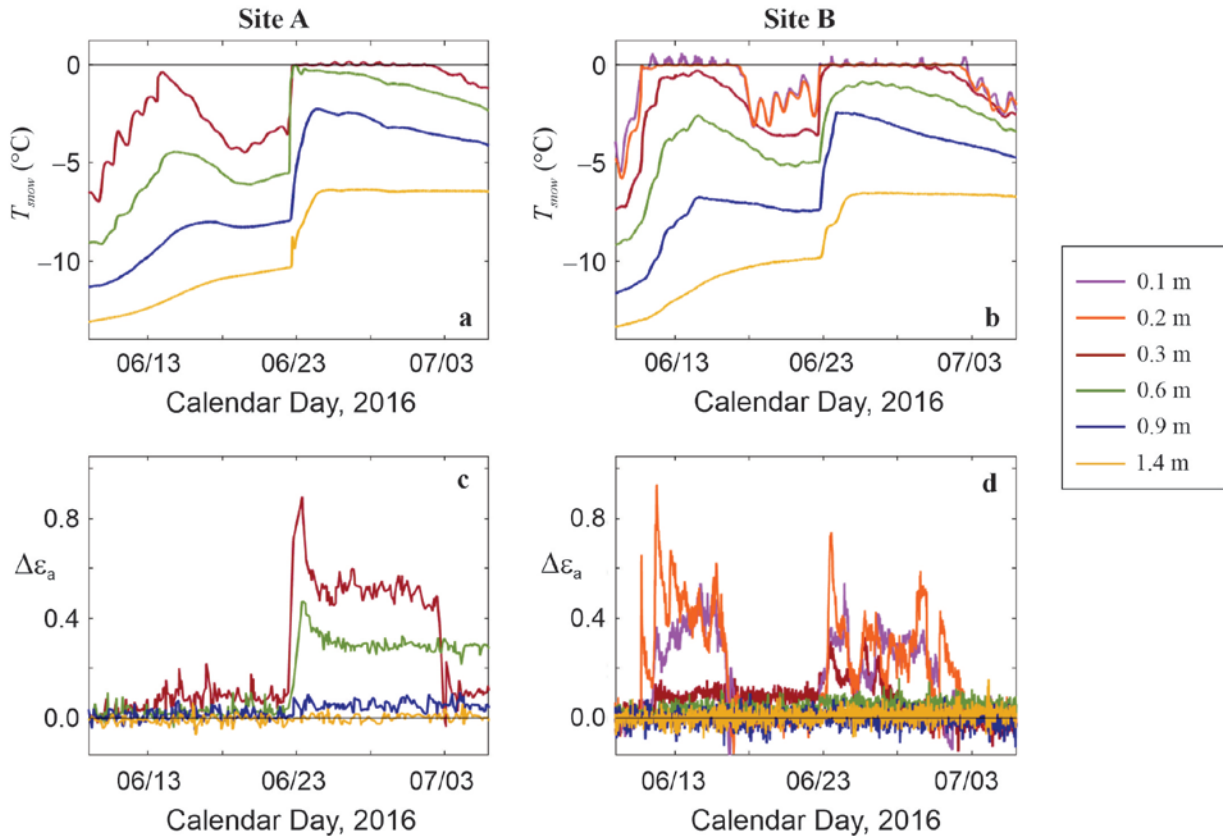 Site A
Site B
0
−5
−10
T_snow (°C)
a
06/13
06/23
07/03
Calendar Day, 2016
0
−5
−10
T_snow (°C)
b
06/13
06/23
07/03
Calendar Day, 2016
0.1 m
0.2 m
0.3 m
0.6 m
0.9 m
1.4 m
0.8
0.4
0.0
Δε_a
c
06/13
06/23
07/03
Calendar Day, 2016
0.8
0.4
0.0
Δε_a
d
06/13
06/23
07/03
Calendar Day, 2016